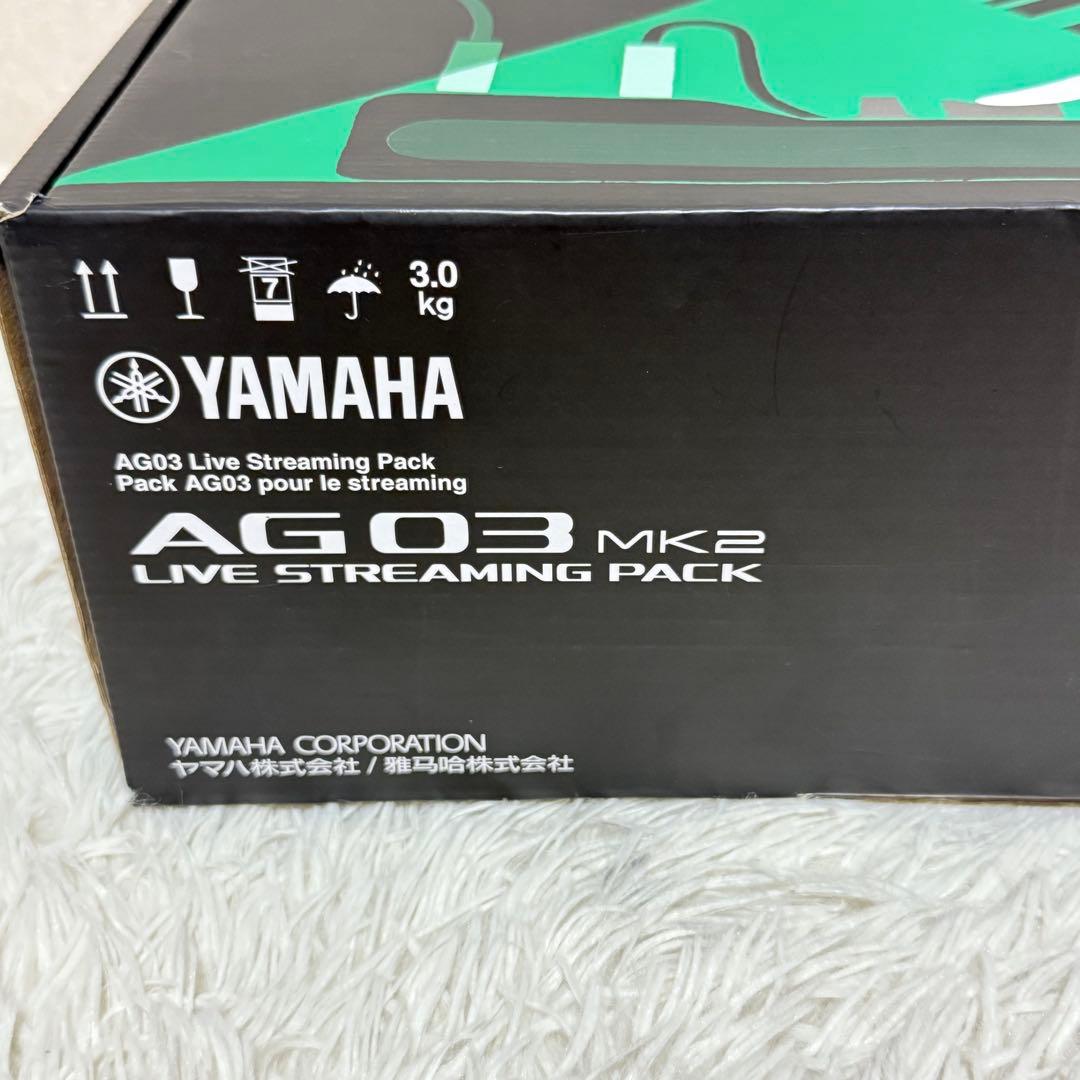 7
3.0
kg
YAMAHA
AG03 Live Streaming Pack
Pack AG03 pour le streaming
AG03 MK2
LIVE STREAMING PACK
YAMAHA CORPORATION
ヤマハ株式会社 / 雅马哈株式会社